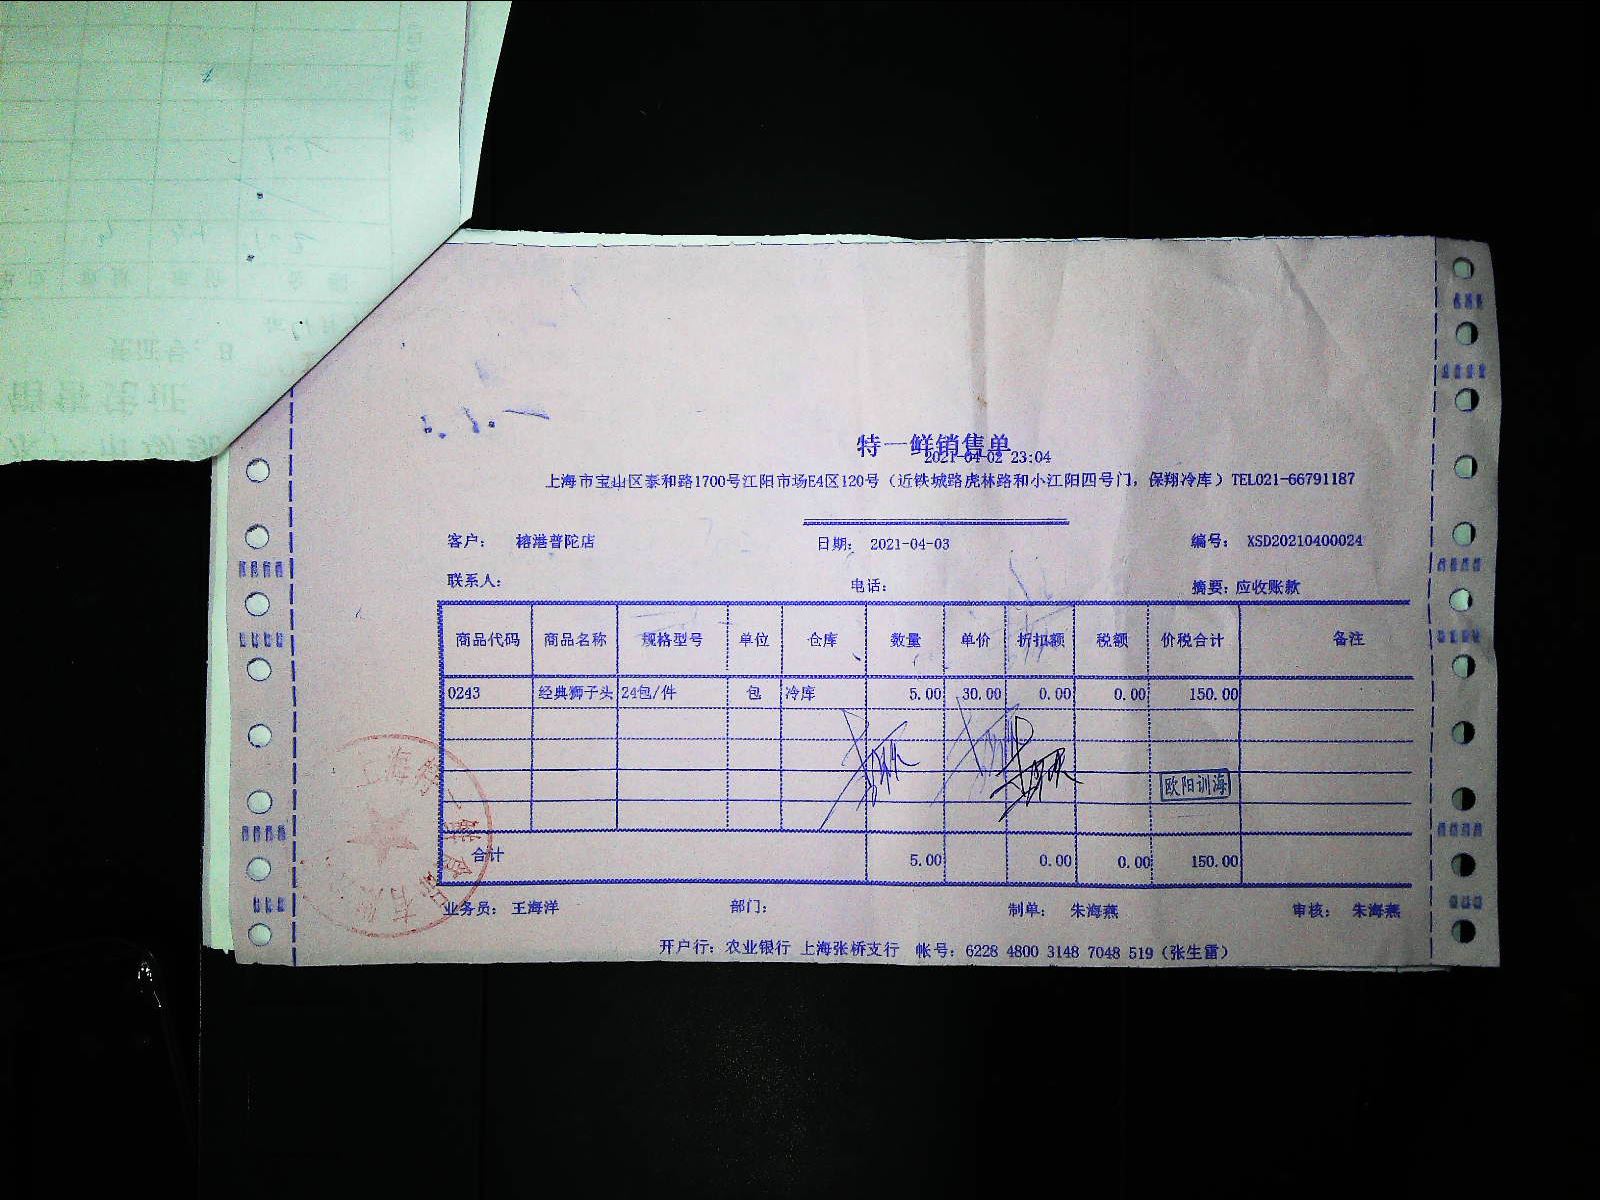 特一鲜销售单
2021-04-02 23:04
上海市宝山区泰和路1700号江阳市场E4区120号（近铁城路虎林路和小江阳四号门，保翔冷库）TEL021-66791187
客户： 榕港普陀店 日期： 2021-04-03 编号： XSD20210400024
联系人： 电话： 摘要：应收账款
商品代码 商品名称 规格型号 单位 仓库 数量 单价 折扣额 税额 价税合计 备注
0243 经典狮子头 24包/件 包 冷库 5.00 30.00 0.00 0.00 150.00
欧阳训海
合计 5.00 0.00 0.00 150.00
业务员： 王海洋 部门： 制单： 朱海燕 审核： 朱海燕
开户行：农业银行 上海张桥支行 帐号：6228 4800 3148 7048 519（张生雷）